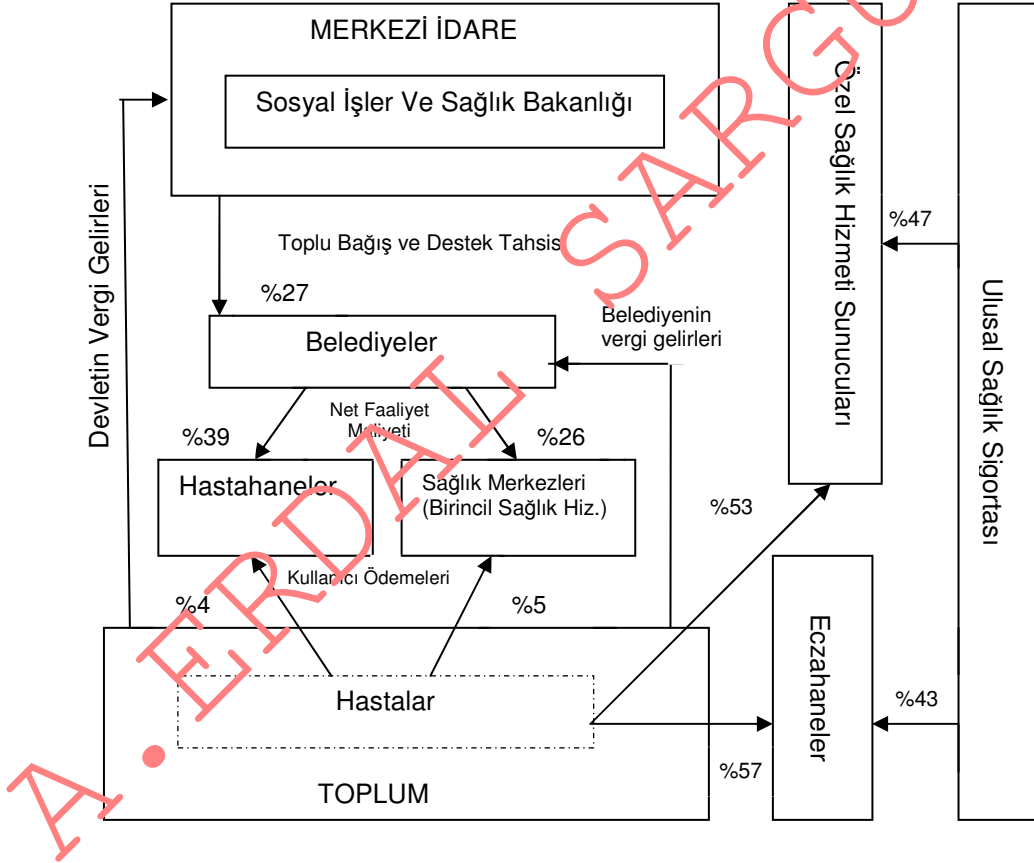 MERKEZİ İDARE
Sosyal İşler Ve Sağlık Bakanlığı
Devletin Vergi Gelirleri
Toplu Bağış ve Destek Tahsis
%27
Belediyeler
Belediyenin
vergi gelirleri
Net Faaliyet
Maliyeti
%39
%26
Hastahaneler
Sağlık Merkezleri
(Birincil Sağlık Hiz.)
Kullanıcı Ödemeleri
%4
%5
Hastalar
TOPLUM
Özel Sağlık Hizmeti Sunucuları
%47
%53
Eczahaneler
%43
%57
Ulusal Sağlık Sigortası
A. ERDAL SARGU